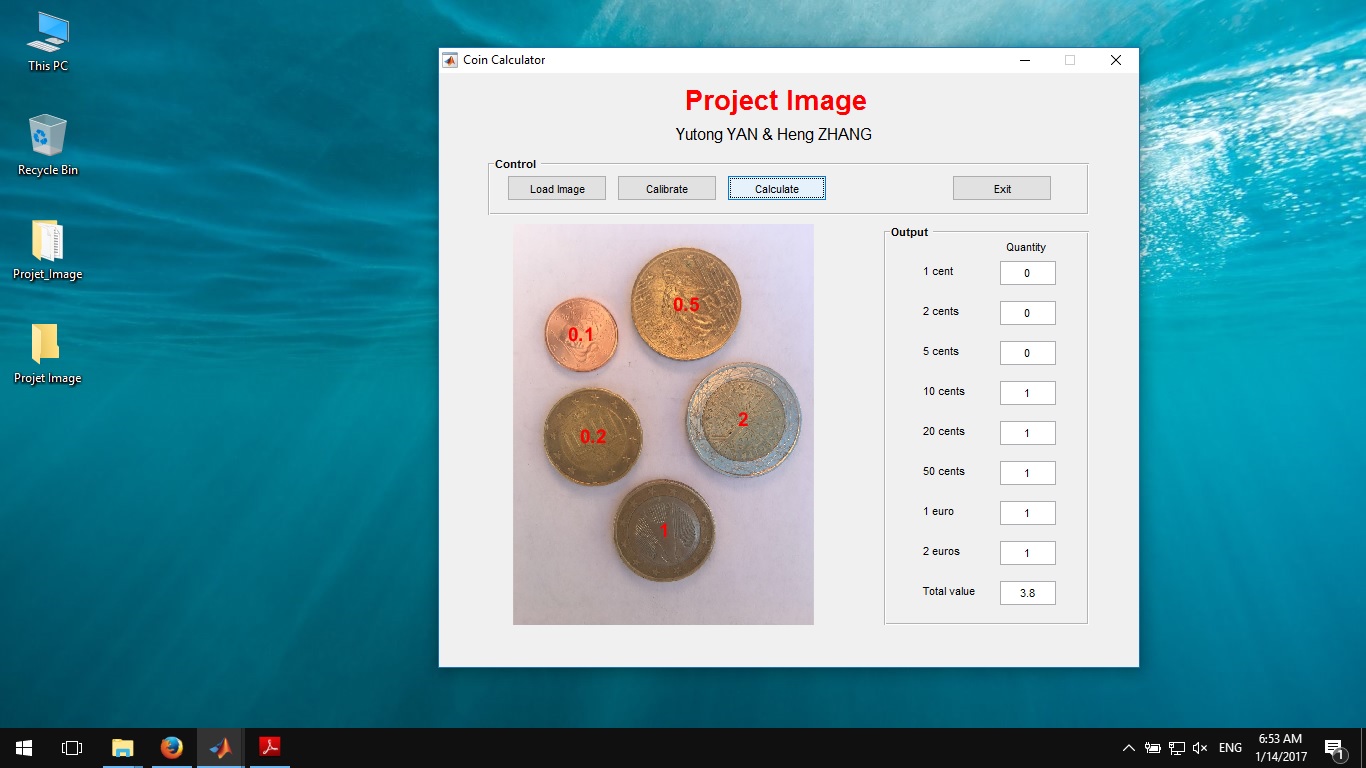 This PC
Recycle Bin
Projet_Image
Projet Image
Coin Calculator
Project Image
Yutong YAN & Heng ZHANG
Control
Load Image Calibrate Calculate Exit
0.5
0.1
2
0.2
1
Output
Quantity
1 cent 0
2 cents 0
5 cents 0
10 cents 1
20 cents 1
50 cents 1
1 euro 1
2 euros 1
Total value 3.8
ENG
6:53 AM
1/14/2017
1